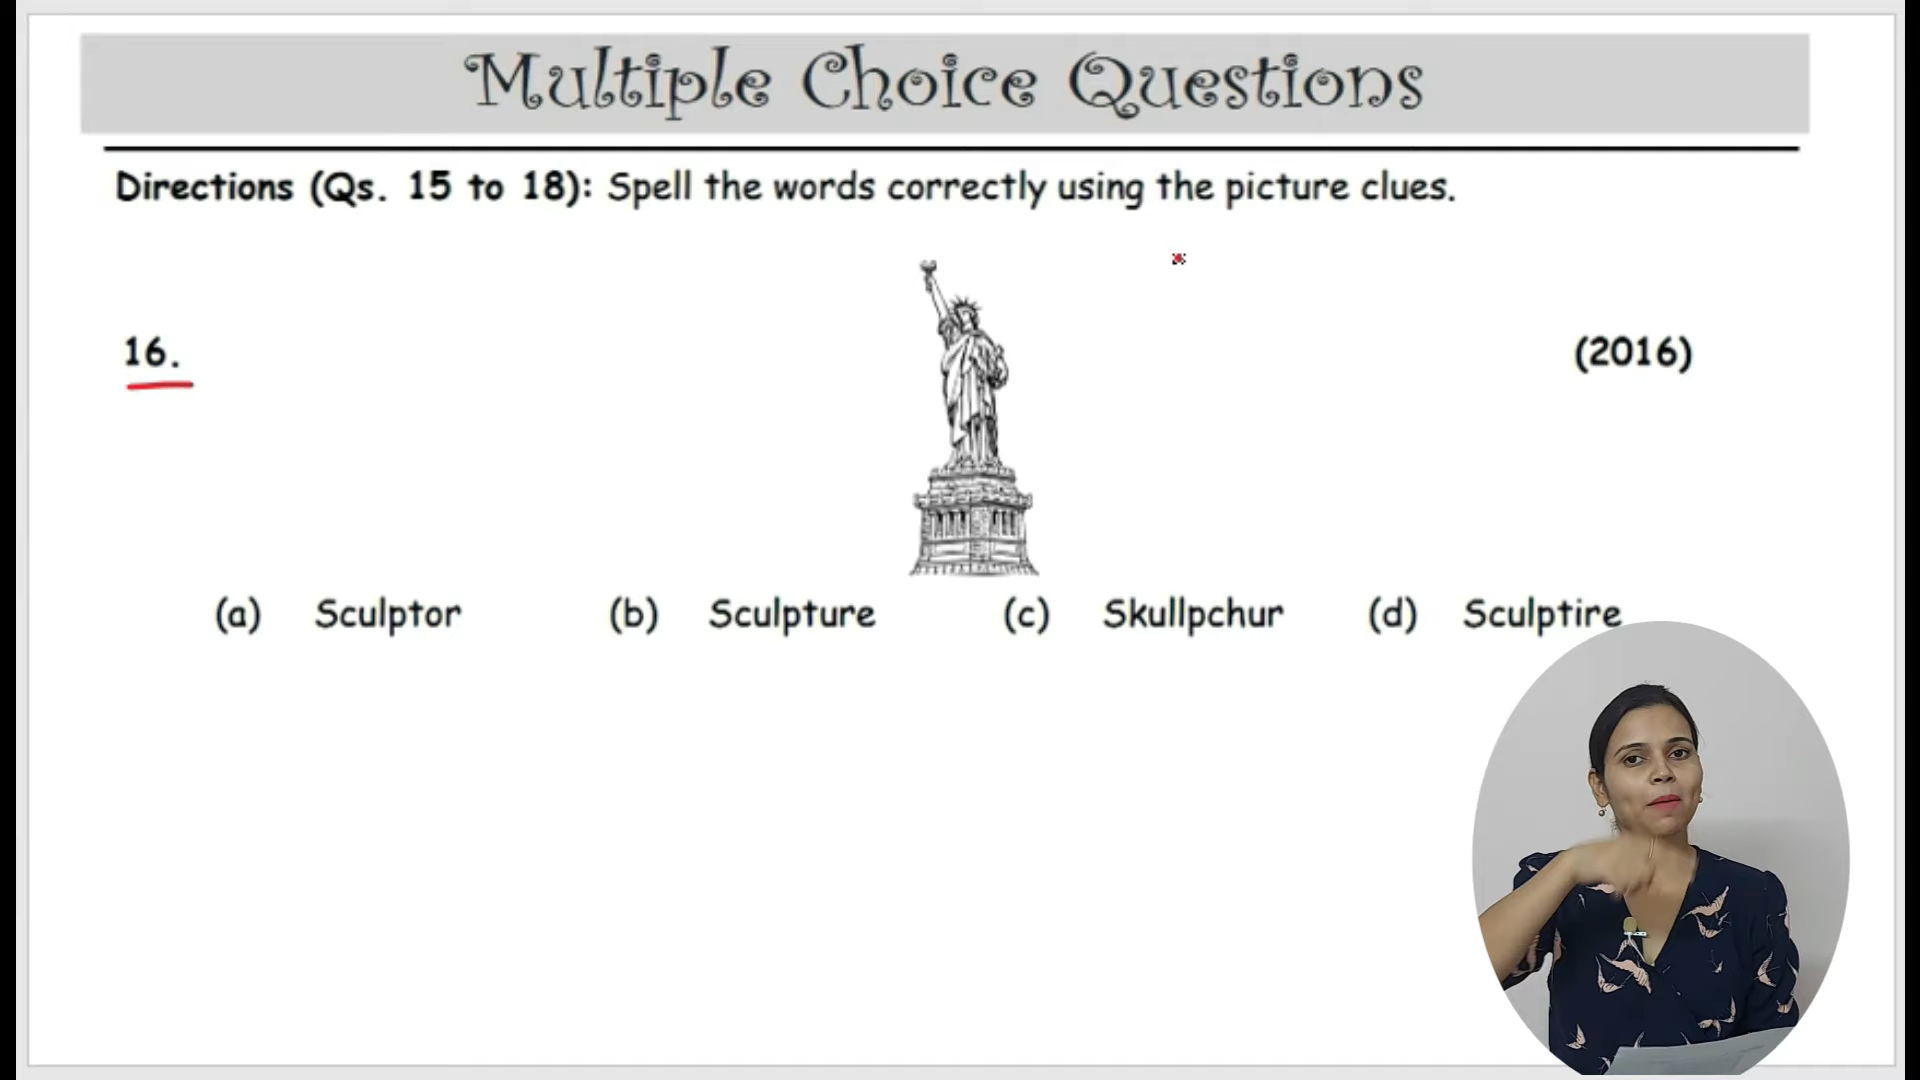 Multiple Choice Questions
Directions (Qs. 15 to 18): Spell the words correctly using the picture clues.
16. (2016)
(a) Sculptor (b) Sculpture (c) Skullpchur (d) Sculptire